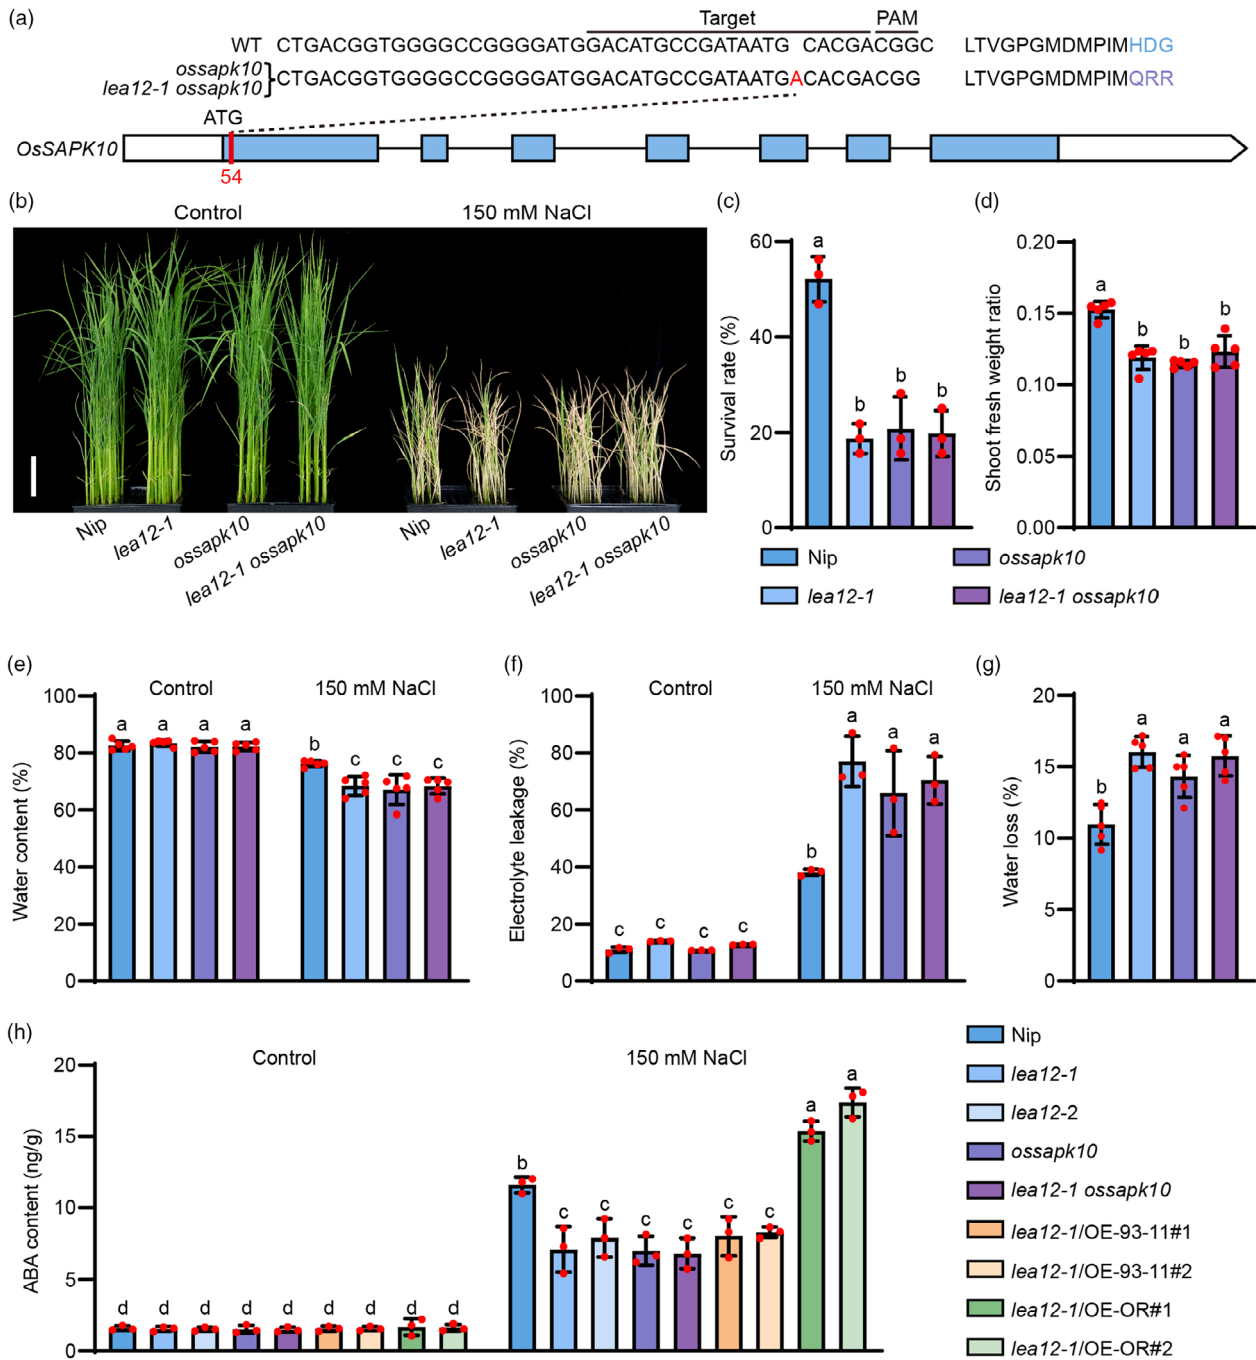 (a)
Target PAM
WT CTGACGGTGGGGCCGGGGATGGACATGCCGATAATG CACGACGGC LTVGPGMDMPIMHDG
ossapk10
lea12-1 ossapk10
CTGACGGTGGGGCCGGGGATGGACATGCCGATAATGACACGACGG LTVGPGMDMPIMQRR
ATG
OsSAPK10
54
(b)
Control 150 mM NaCl
Nip lea12-1 ossapk10 lea12-1 ossapk10 Nip lea12-1 ossapk10 lea12-1 ossapk10
(c)
Survival rate (%)
60
40
20
0
a b b b
(d)
Shoot fresh weight ratio
0.20
0.15
0.10
0.05
0.00
a b b b
Nip
lea12-1
ossapk10
lea12-1 ossapk10
(e)
Control 150 mM NaCl
Water content (%)
100
80
60
40
20
0
a a a a b c c c
(f)
Control 150 mM NaCl
Electrolyte leakage (%)
100
80
60
40
20
0
c c c c b a a a
(g)
Water loss (%)
20
15
10
5
0
b a a a
(h)
Control 150 mM NaCl
ABA content (ng/g)
20
15
10
5
0
d d d d d d d d d b c c c c c c a a
Nip
lea12-1
lea12-2
ossapk10
lea12-1 ossapk10
lea12-1/OE-93-11#1
lea12-1/OE-93-11#2
lea12-1/OE-OR#1
lea12-1/OE-OR#2